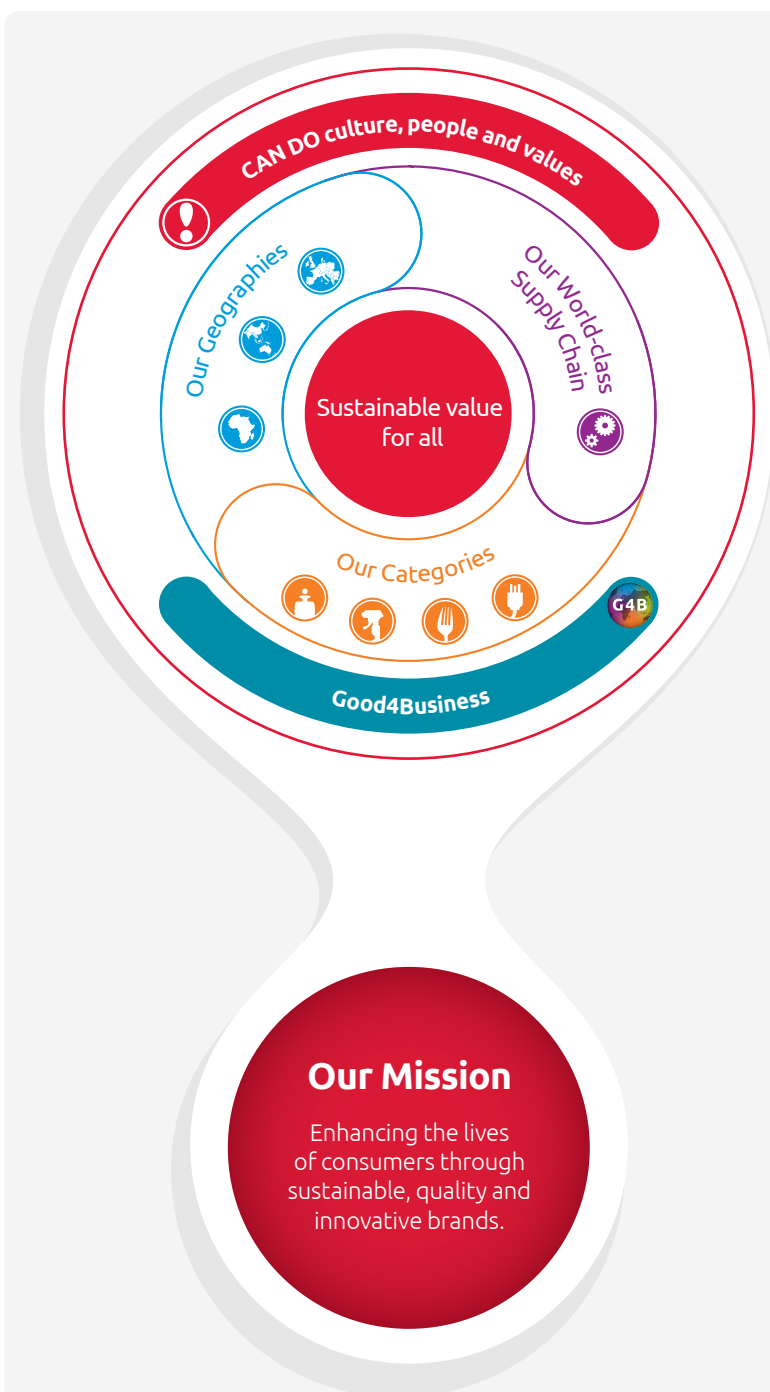 CAN DO culture, people and values
Our Geographies
Our World-class
Supply Chain
Sustainable value
for all
Our Categories
G4B
Good4Business
Our Mission
Enhancing the lives
of consumers through
sustainable, quality and
innovative brands.